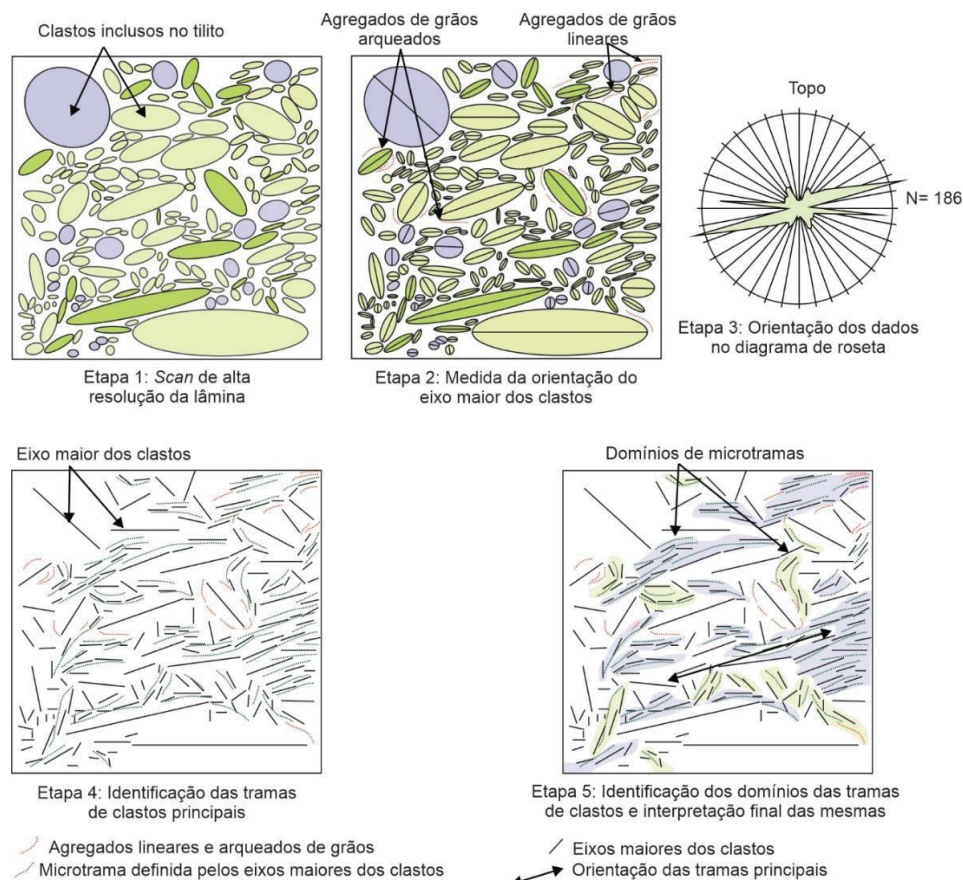 Clastos inclusos no tilito
Agregados de grãos
arqueados
Agregados de grãos
lineares
Topo
N= 186
Etapa 1: Scan de alta
resolução da lâmina
Etapa 2: Medida da orientação do
eixo maior dos clastos
Etapa 3: Orientação dos dados
no diagrama de roseta
Eixo maior dos clastos
Domínios de microtramas
Etapa 4: Identificação das tramas
de clastos principais
Etapa 5: Identificação dos domínios das tramas
de clastos e interpretação final das mesmas
Agregados lineares e arqueados de grãos
Microtrama definida pelos eixos maiores dos clastos
Eixos maiores dos clastos
Orientação das tramas principais